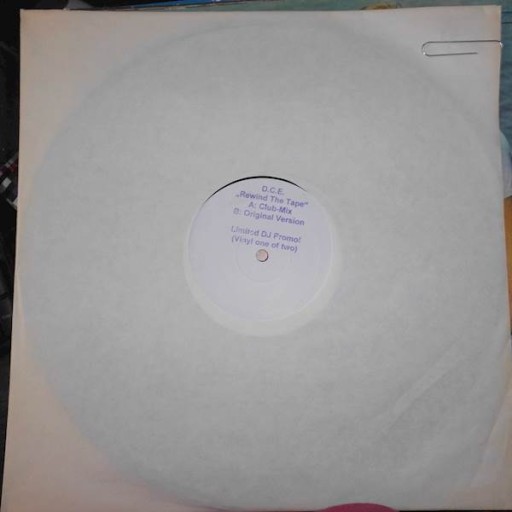 D.C.E.
„Rewind The Tape“
A: Club-Mix
B: Original Version
Limited DJ Promo!
(Vinyl one of two)